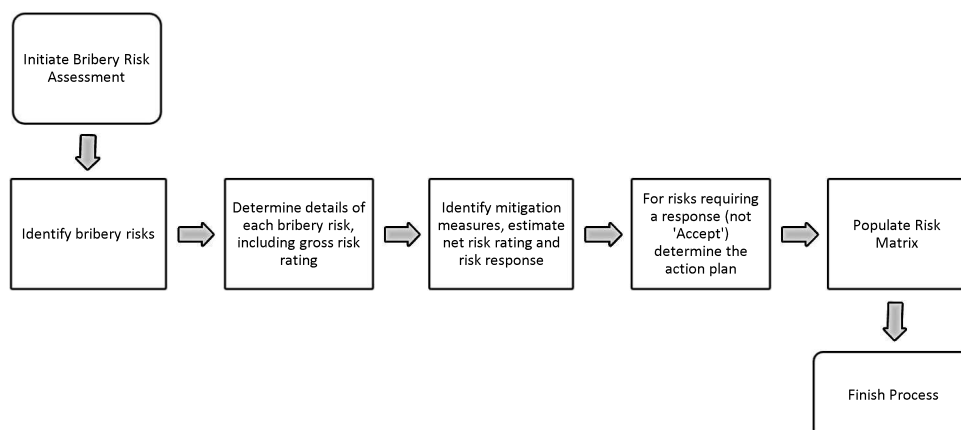 Initiate Bribery Risk
Assessment
Identify bribery risks
Determine details of
each bribery risk,
including gross risk
rating
Identify mitigation
measures, estimate
net risk rating and
risk response
For risks requiring
a response (not
'Accept')
determine the
action plan
Populate Risk
Matrix
Finish Process